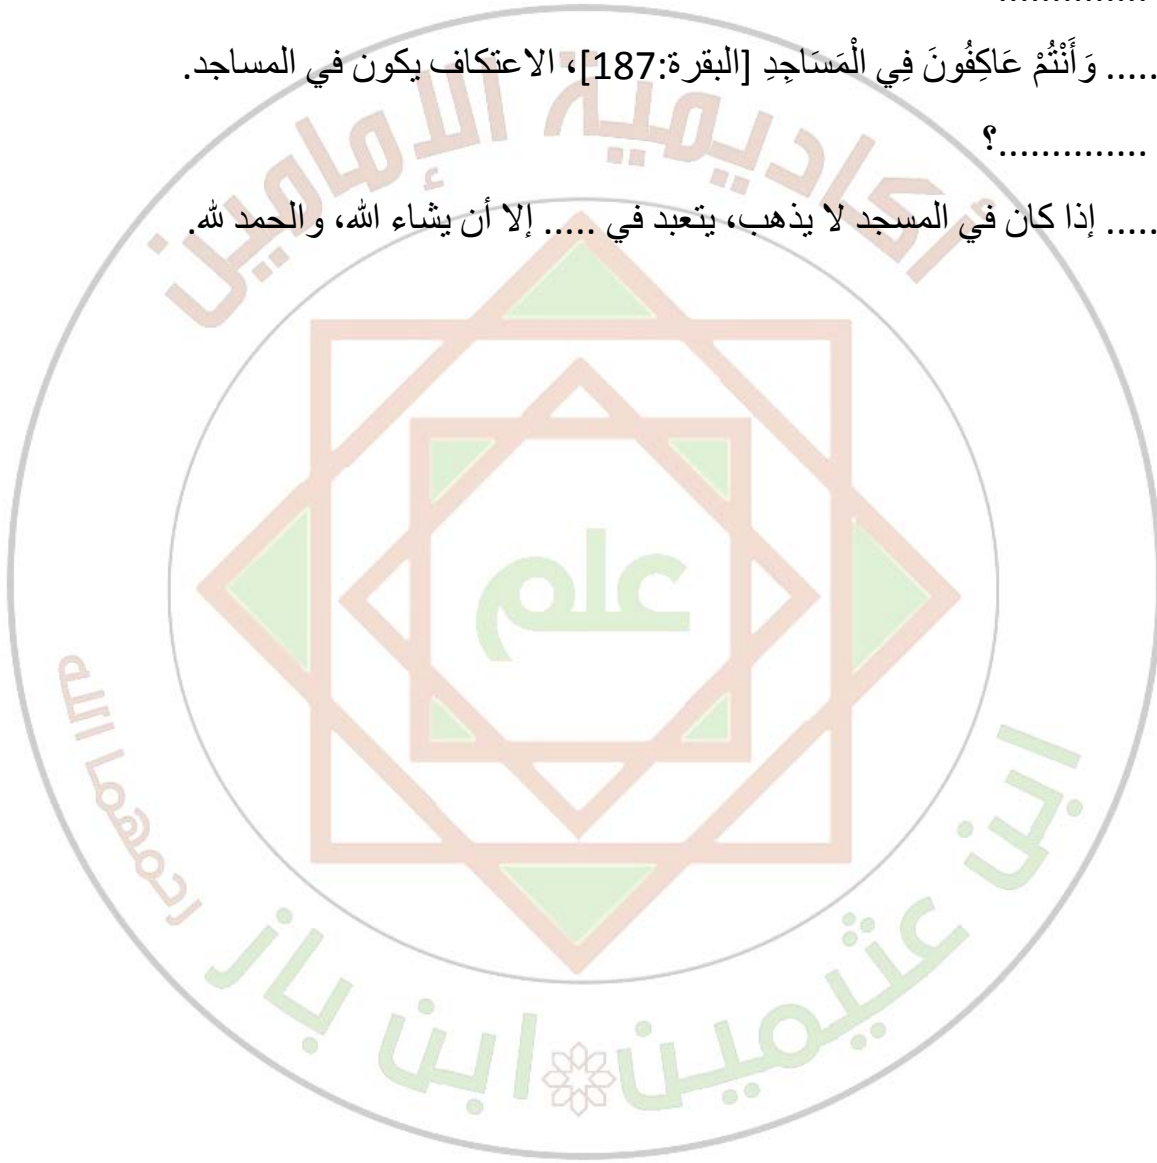 ..............
..... وَأَنْتُمْ عَاكِفُونَ فِي الْمَسَاجِدِ [البقرة:187]، الاعتكاف يكون في المساجد.
..............؟
..... إذا كان في المسجد لا يذهب، يتعبد في ..... إلا أن يشاء الله، والحمد لله.
أكاديمية الإمامين
علم
ابن عثيمين ابن باز رحمهما الله